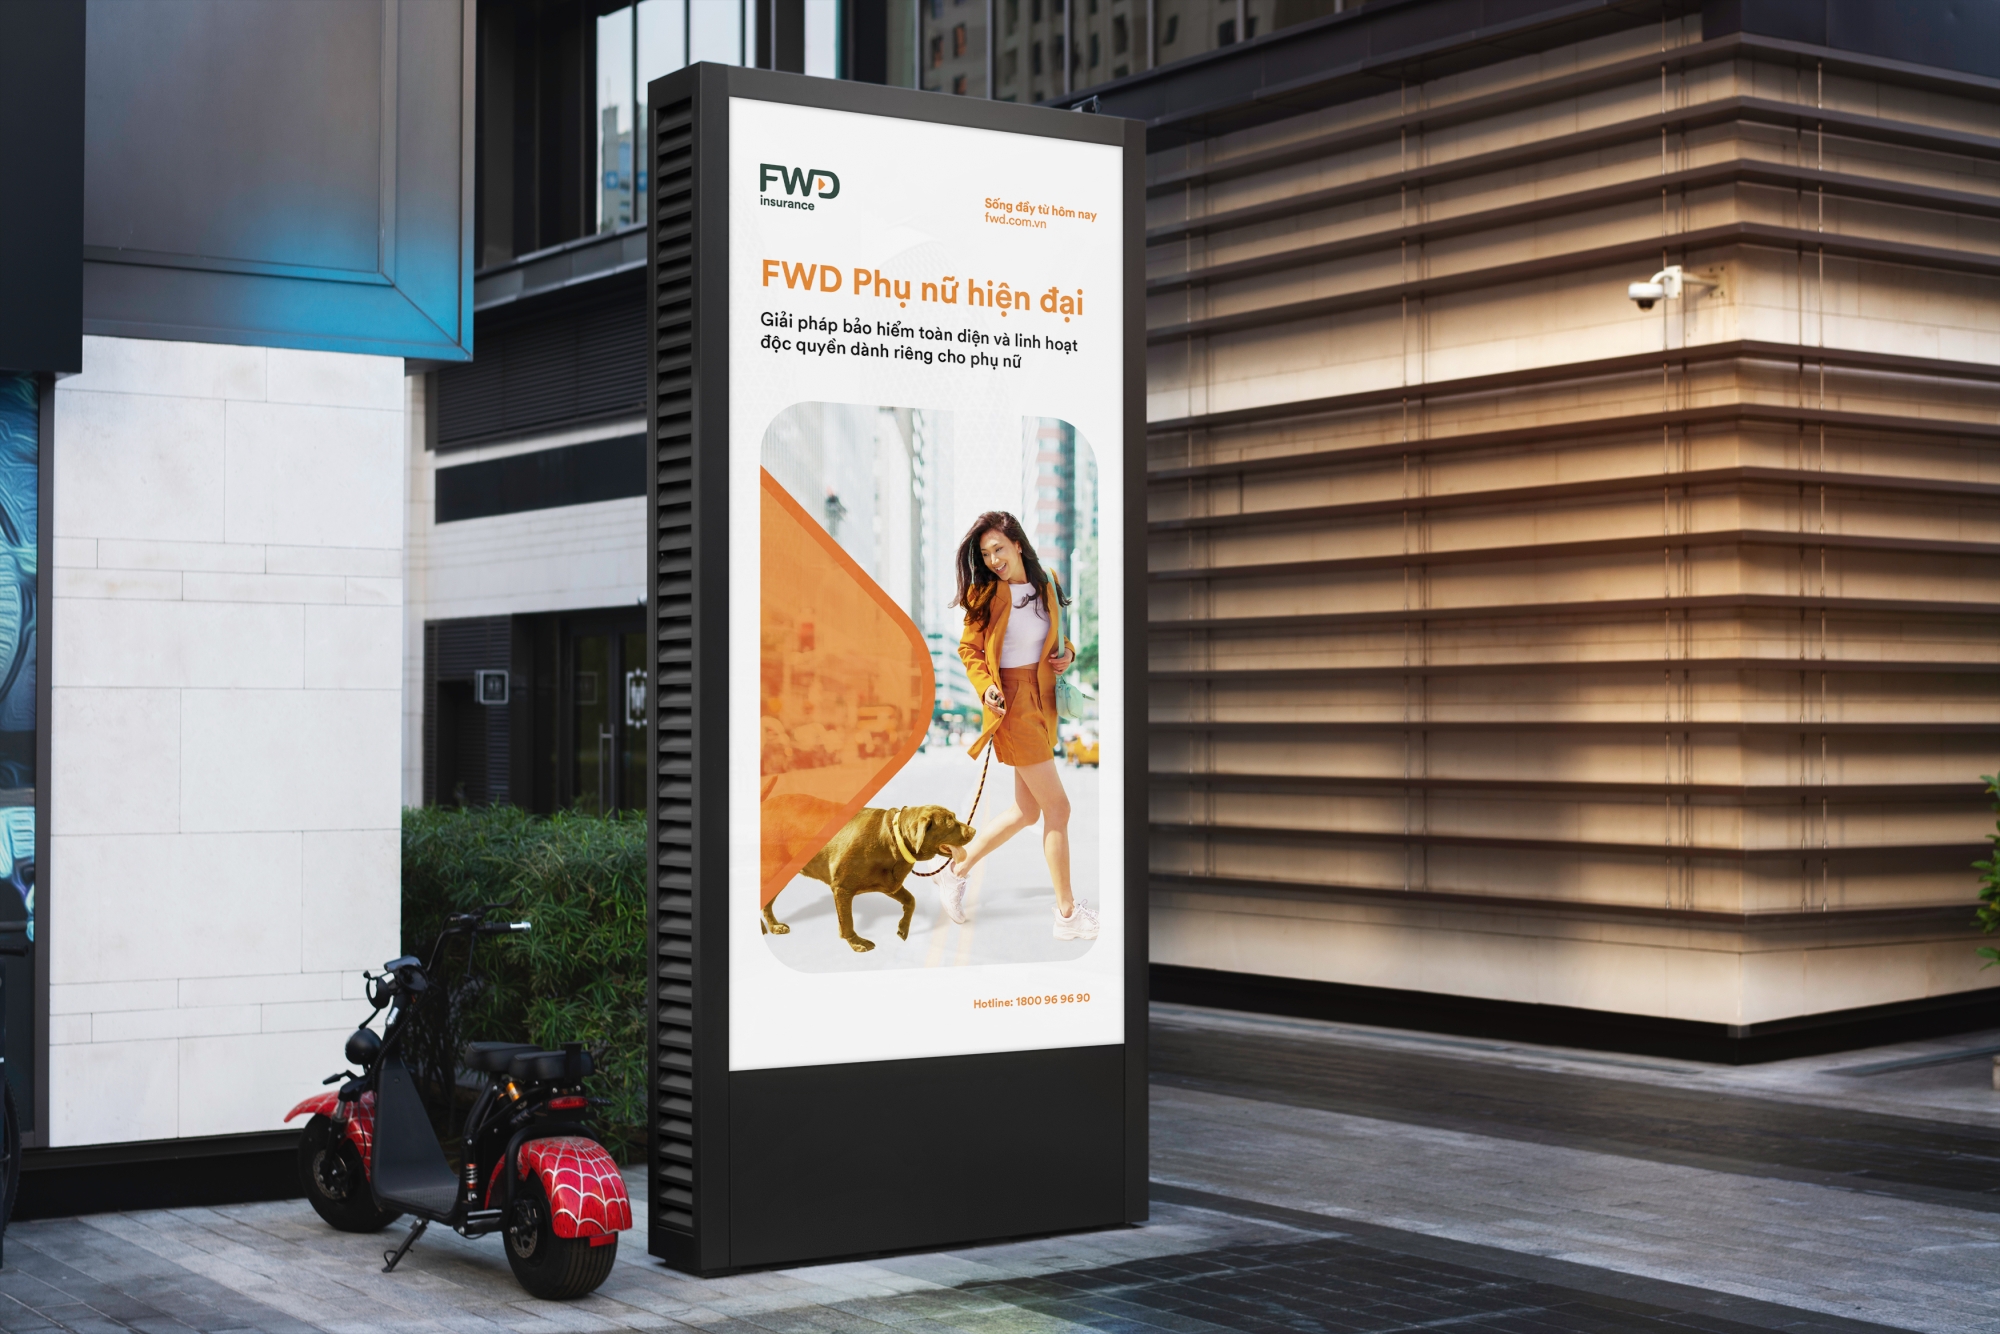 FWD
insurance
Sống đầy từ hôm nay
fwd.com.vn
FWD Phụ nữ hiện đại
Giải pháp bảo hiểm toàn diện và linh hoạt
độc quyền dành riêng cho phụ nữ
Hotline: 1800 96 96 90